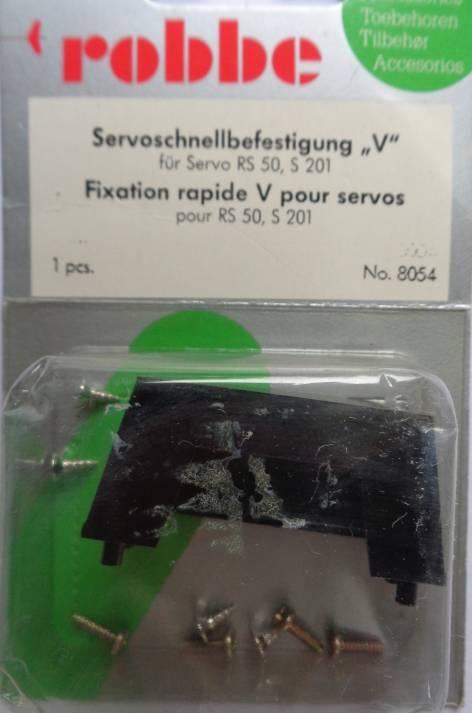 robbe
Toebehoren
Tilbehør
Accesorios
Servoschnellbefestigung „V“
für Servo RS 50, S 201
Fixation rapide V pour servos
pour RS 50, S 201
1 pcs.
No. 8054